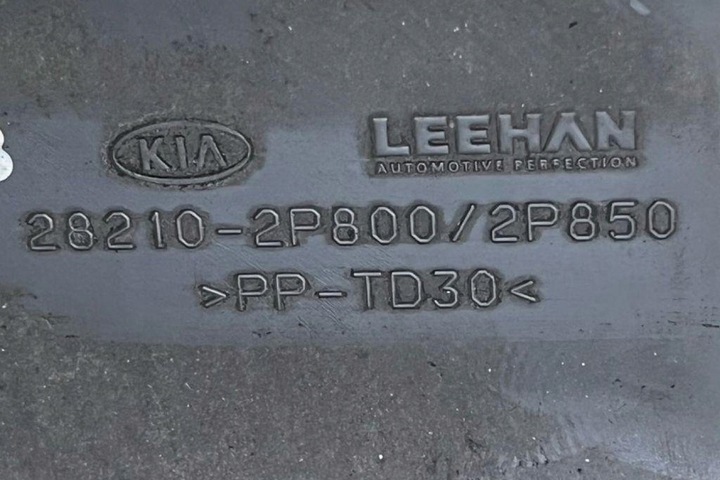 KIA LEEHAN
AUTOMOTIVE PERFECTION
28210-2P800/2P850
>PP-TD30<